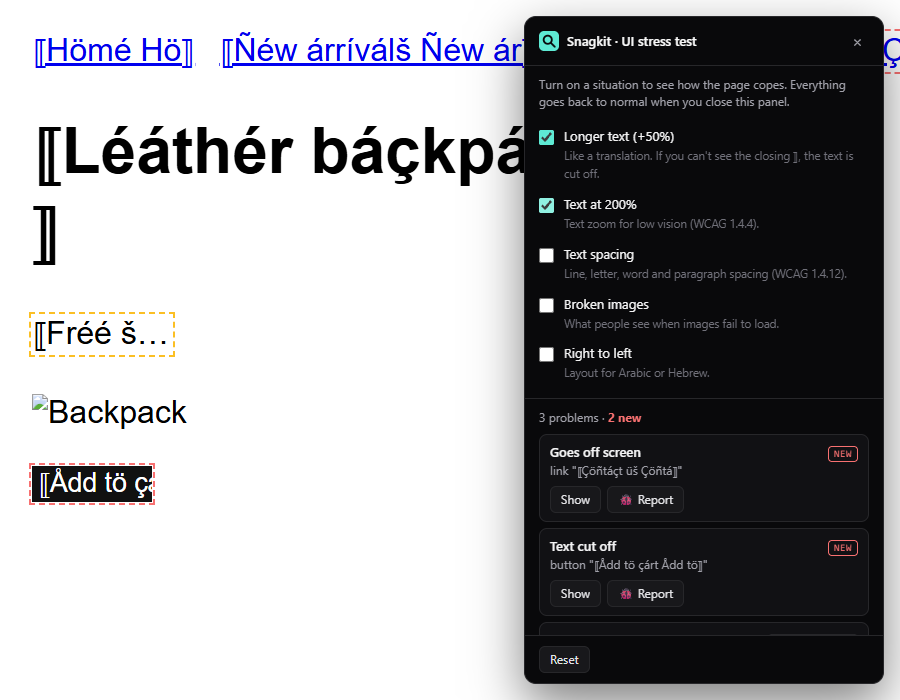 ⟦Hömé Hö⟧ ⟦Ñéw árríválš Ñéw ár
⟦Léáthér báçkpá
⟧
⟦Fréé š…
Backpack
⟦Ådd tö çá
Snagkit · UI stress test
×
Turn on a situation to see how the page copes. Everything
goes back to normal when you close this panel.
Longer text (+50%)
Like a translation. If you can't see the closing ⟧, the text is
cut off.
Text at 200%
Text zoom for low vision (WCAG 1.4.4).
Text spacing
Line, letter, word and paragraph spacing (WCAG 1.4.12).
Broken images
What people see when images fail to load.
Right to left
Layout for Arabic or Hebrew.
3 problems · 2 new
Goes off screen
NEW
link "⟦Çöñtáçt üš Çöñtá⟧"
Show
Report
Text cut off
NEW
button "⟦Ådd tö çárt Ådd tö⟧"
Show
Report
Reset